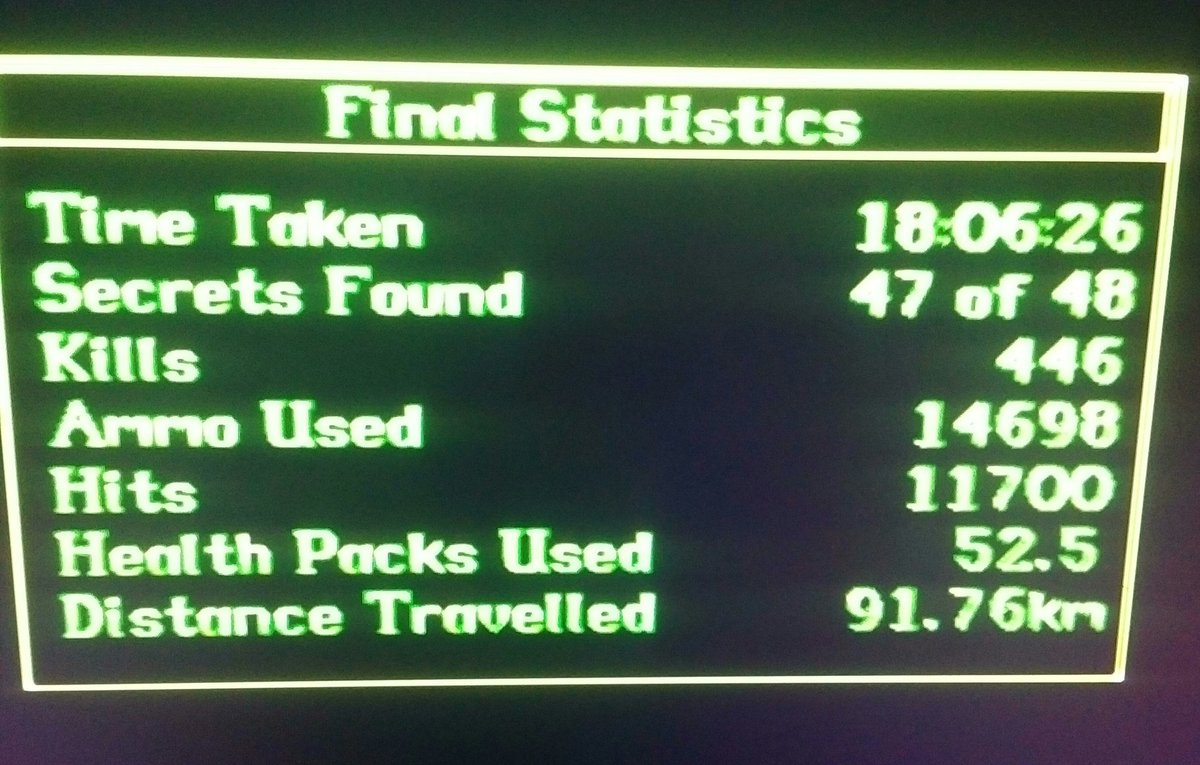 Final Statistics
Time Taken 18:06:26
Secrets Found 47 of 48
Kills 446
Ammo Used 14698
Hits 11700
Health Packs Used 52.5
Distance Travelled 91.76km